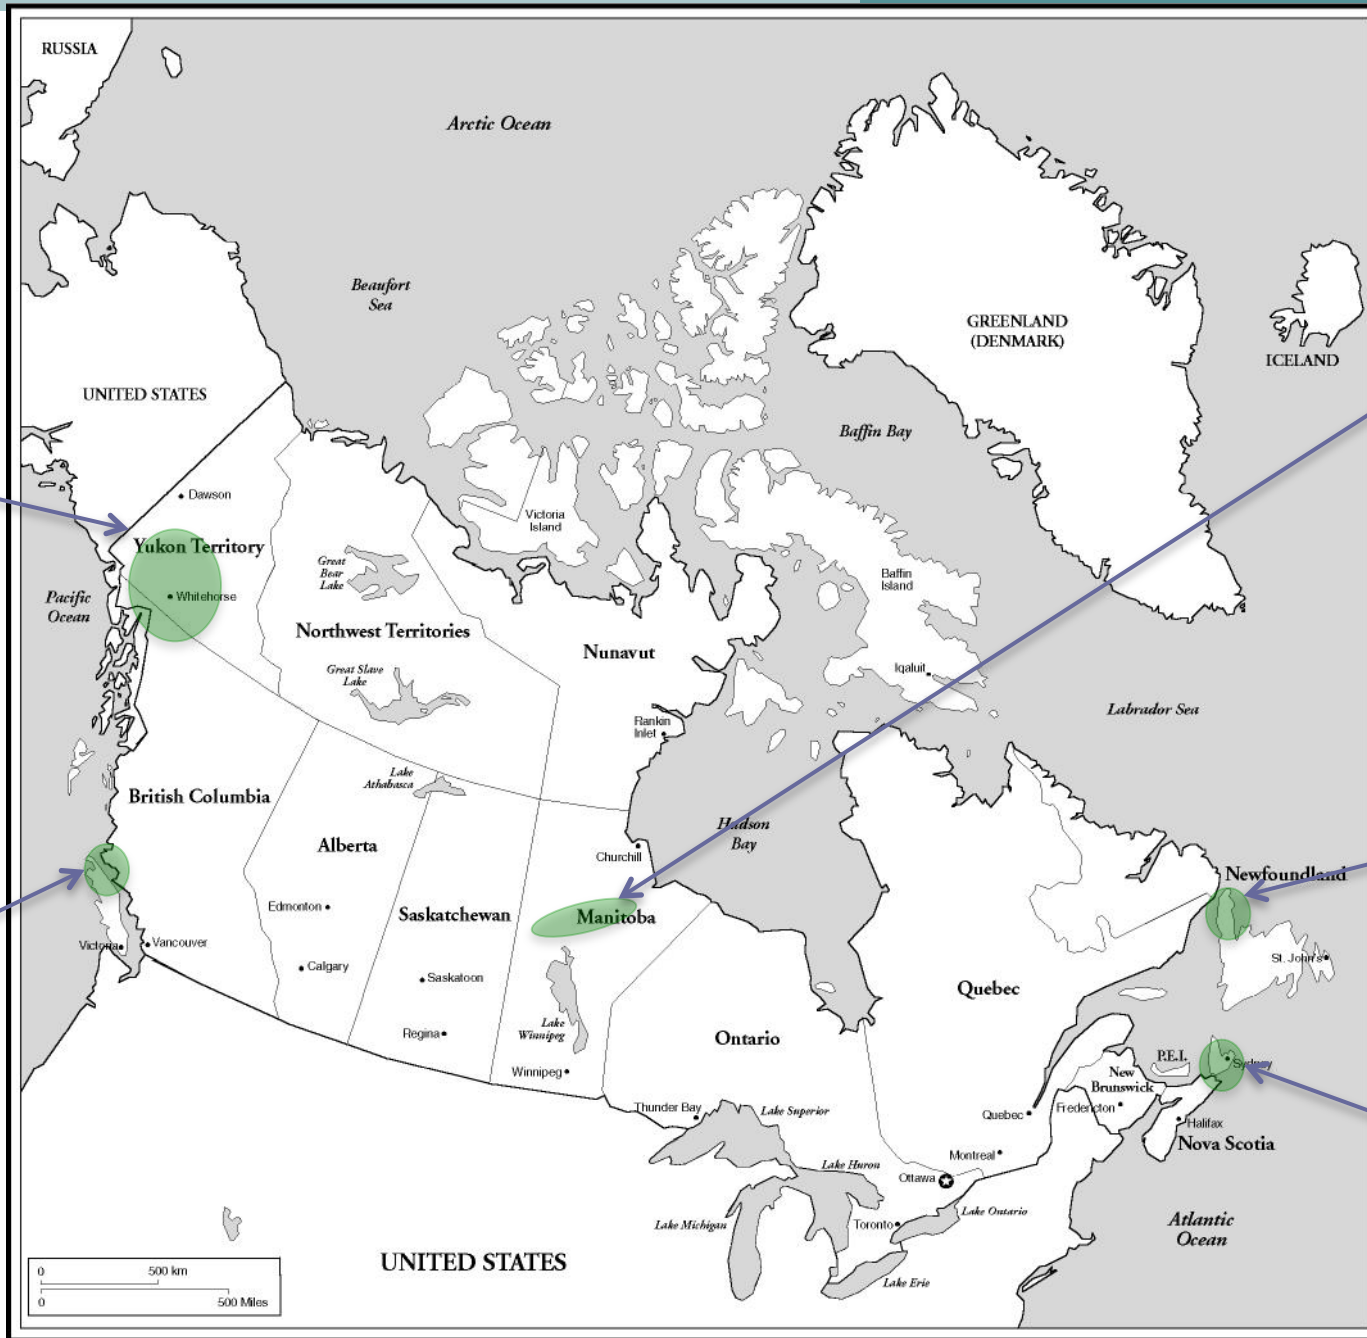 RUSSIA
Arctic Ocean
Beaufort
Sea
GREENLAND
(DENMARK)
ICELAND
UNITED STATES
Baffin Bay
Dawson
Victoria
Island
Yukon Territory
Great
Bear
Lake
Baffin
Island
Pacific
Ocean
Whitehorse
Northwest Territories
Nunavut
Great Slave
Lake
Iqaluit
Labrador Sea
Rankin
Inlet
Lake
Athabasca
British Columbia
Hudson
Bay
Alberta
Churchill
Newfoundland
Edmonton
Saskatchewan
Manitoba
Victoria
Vancouver
St. John's
Calgary
Saskatoon
Quebec
Lake
Winnipeg
Regina
Ontario
P.E.I.
Sydney
Winnipeg
New
Brunswick
Thunder Bay
Lake Superior
Quebec
Fredericton
Halifax
Nova Scotia
Montreal
Lake Huron
Ottawa
Lake Michigan
Toronto
Lake Ontario
Atlantic
Ocean
UNITED STATES
Lake Erie
0 500 km
0 500 Miles